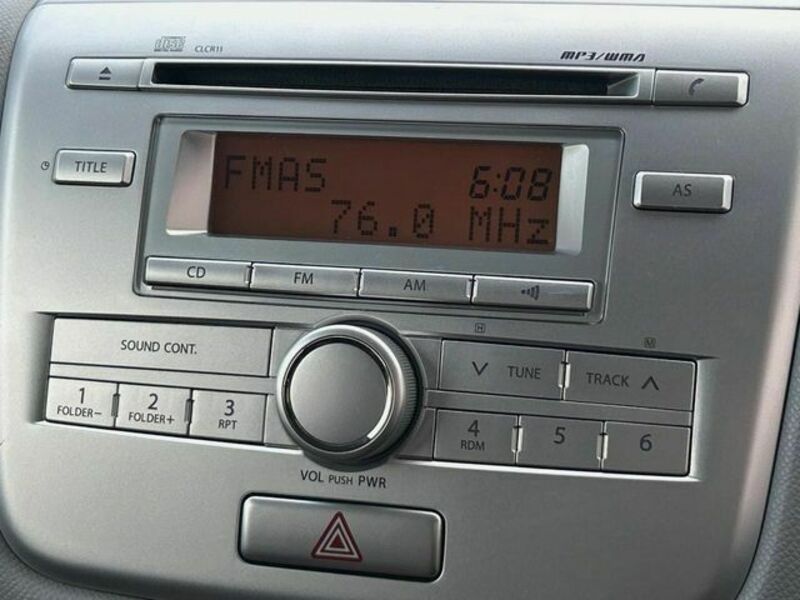 CLCR11
MP3/WMA
TITLE
FMAS 6:08
76.0 MHz
AS
CD FM AM
SOUND CONT.
H
M
TUNE TRACK
1 2 3
FOLDER− FOLDER+ RPT
4 5 6
RDM
VOL PUSH PWR